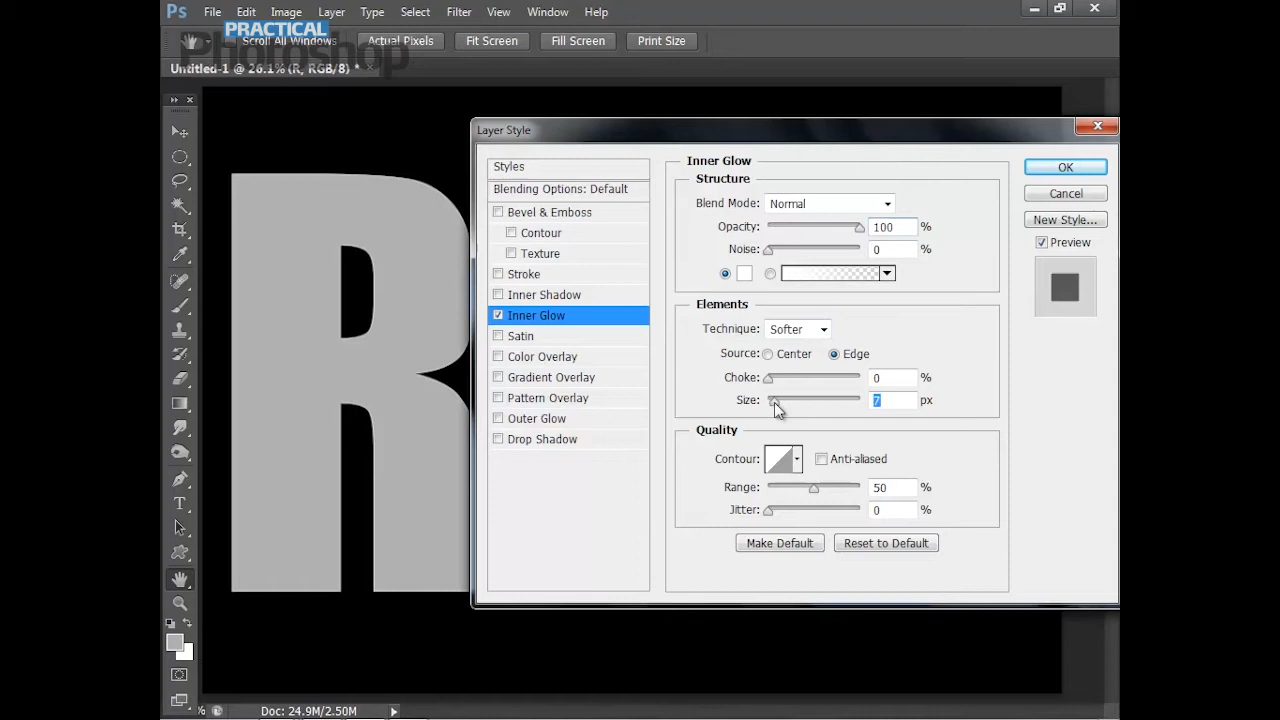 Ps File Edit Image Layer Type Select Filter View Window Help
PRACTICAL
Photoshop
Scroll All Windows Actual Pixels Fit Screen Fill Screen Print Size
Untitled-1 @ 26.1% (R, RGB/8) * ×
Layer Style
Styles
Blending Options: Default
Bevel & Emboss
Contour
Texture
Stroke
Inner Shadow
Inner Glow
Satin
Color Overlay
Gradient Overlay
Pattern Overlay
Outer Glow
Drop Shadow
Inner Glow
Structure
Blend Mode: Normal
Opacity: 100 %
Noise: 0 %
Elements
Technique: Softer
Source: Center Edge
Choke: 0 %
Size: 7 px
Quality
Contour: Anti-aliased
Range: 50 %
Jitter: 0 %
Make Default Reset to Default
OK
Cancel
New Style...
Preview
R
T
% Doc: 24.9M/2.50M